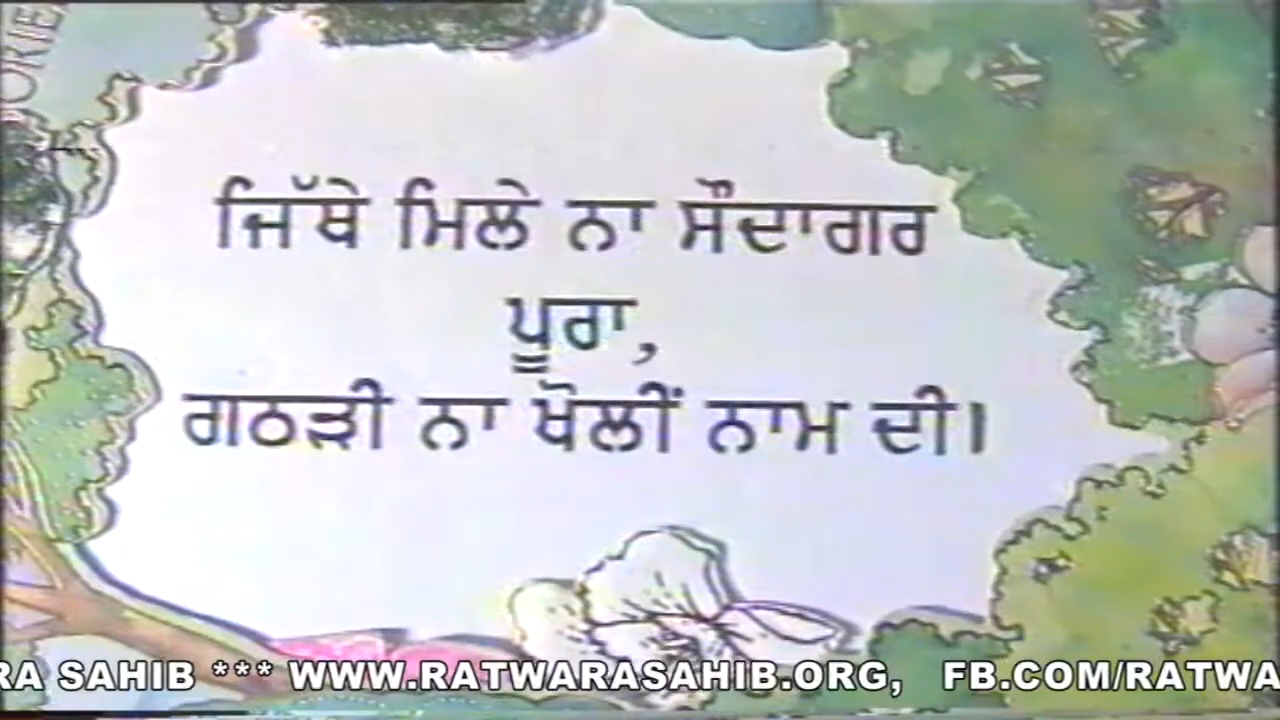 ਜਿੱਥੇ ਮਿਲੇ ਨਾ ਸੌਦਾਗਰ
ਪੂਰਾ,
ਗਠੜੀ ਨਾ ਖੋਲੀਂ ਨਾਮ ਦੀ।
RA SAHIB *** WWW.RATWARASAHIB.ORG, FB.COM/RATWA